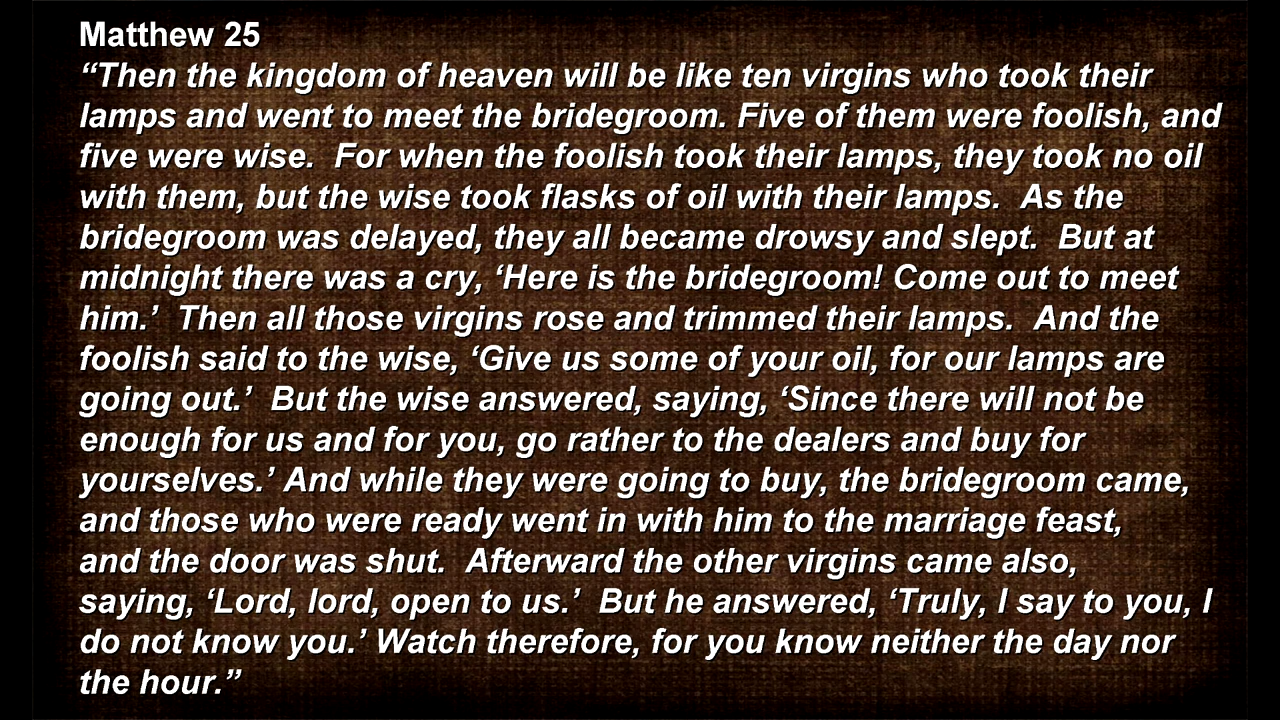 Matthew 25
“Then the kingdom of heaven will be like ten virgins who took their
lamps and went to meet the bridegroom. Five of them were foolish, and
five were wise.  For when the foolish took their lamps, they took no oil
with them, but the wise took flasks of oil with their lamps.  As the
bridegroom was delayed, they all became drowsy and slept.  But at
midnight there was a cry, ‘Here is the bridegroom! Come out to meet
him.’  Then all those virgins rose and trimmed their lamps.  And the
foolish said to the wise, ‘Give us some of your oil, for our lamps are
going out.’  But the wise answered, saying, ‘Since there will not be
enough for us and for you, go rather to the dealers and buy for
yourselves.’ And while they were going to buy, the bridegroom came,
and those who were ready went in with him to the marriage feast,
and the door was shut.  Afterward the other virgins came also,
saying, ‘Lord, lord, open to us.’  But he answered, ‘Truly, I say to you, I
do not know you.’ Watch therefore, for you know neither the day nor
the hour.”